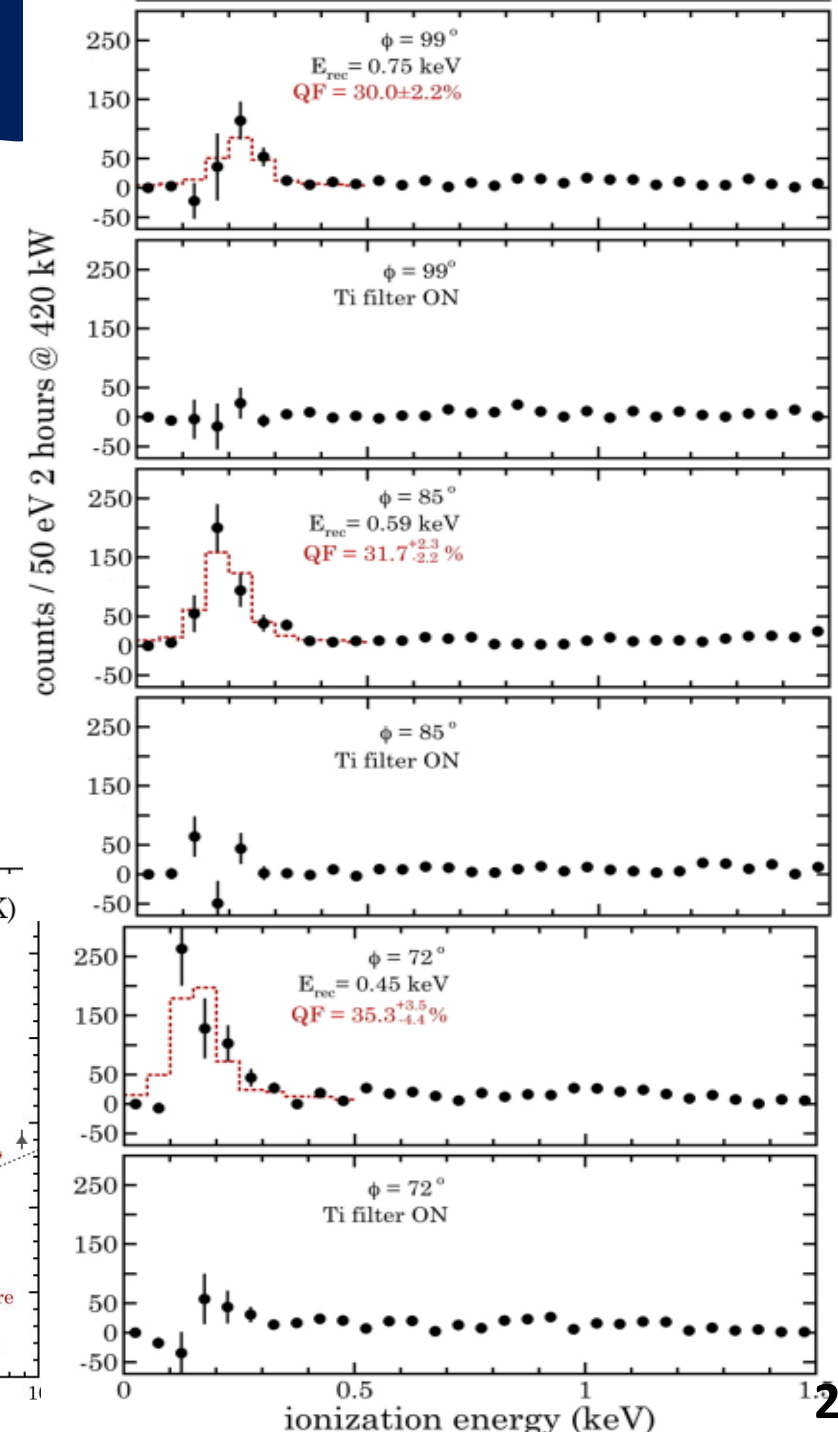 counts / 50 eV 2 hours @ 420 kW
250
150
50
0
-50
ϕ = 99°
E_rec = 0.75 keV
QF = 30.0±2.2%
250
150
50
0
-50
ϕ = 99°
Ti filter ON
250
150
50
0
-50
ϕ = 85°
E_rec = 0.59 keV
QF = 31.7 +2.3 -2.2 %
250
150
50
0
-50
ϕ = 85°
Ti filter ON
250
150
50
0
-50
ϕ = 72°
E_rec = 0.45 keV
QF = 35.3 +3.5 -4.4 %
250
150
50
0
-50
ϕ = 72°
Ti filter ON
0 0.5 1 1.
ionization energy (keV)
2